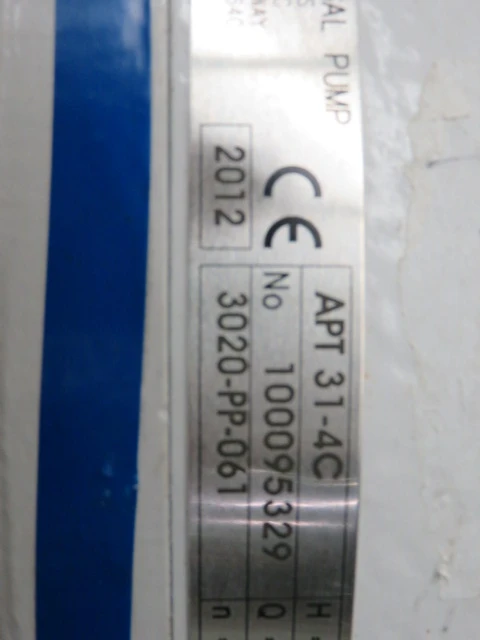 AL PUMP
CE
2012
APT 31-4C
No 100095329
3020-PP-061
H
Q
n